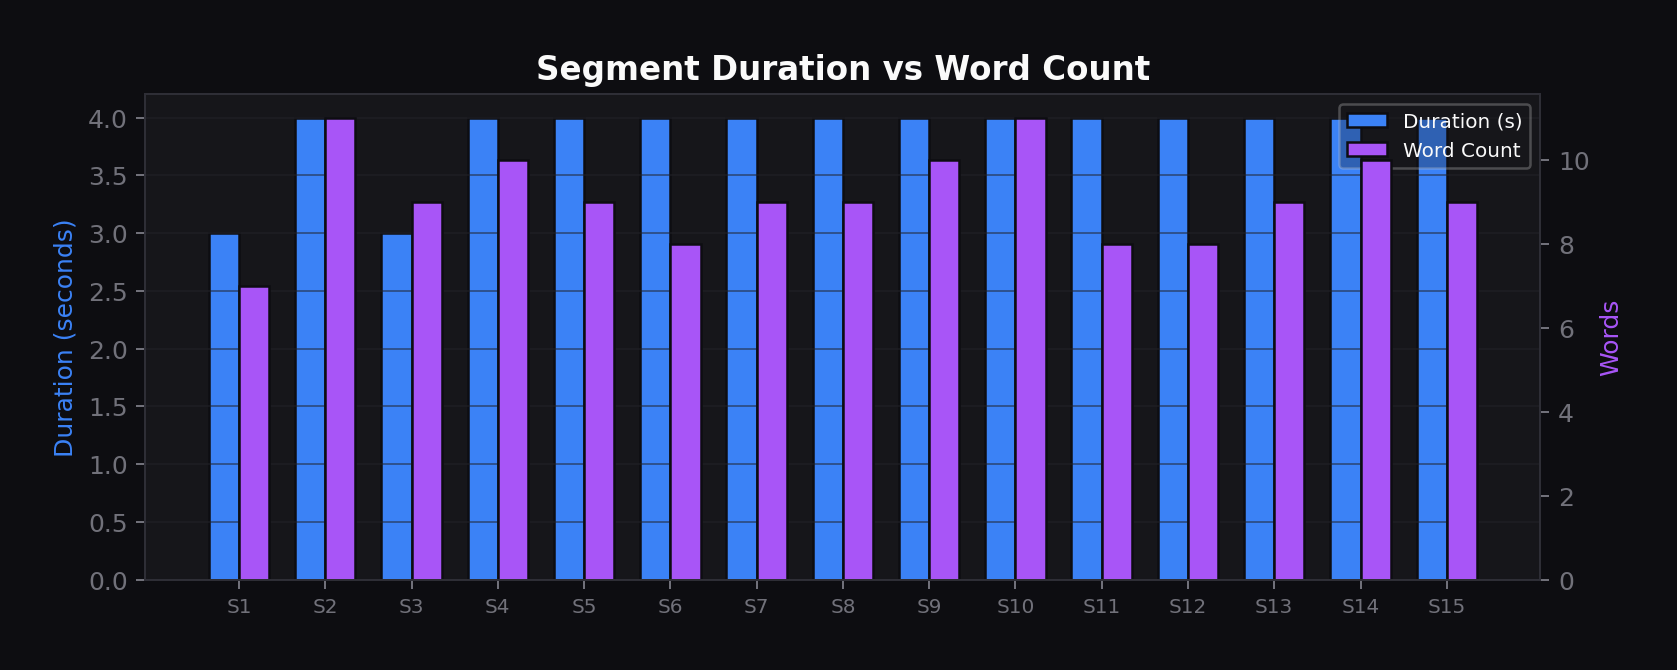 Segment Duration vs Word Count
Duration (s)
Word Count
Duration (seconds)
4.0
3.5
3.0
2.5
2.0
1.5
1.0
0.5
0.0
10
8
6
4
2
0
Words
S1 S2 S3 S4 S5 S6 S7 S8 S9 S10 S11 S12 S13 S14 S15